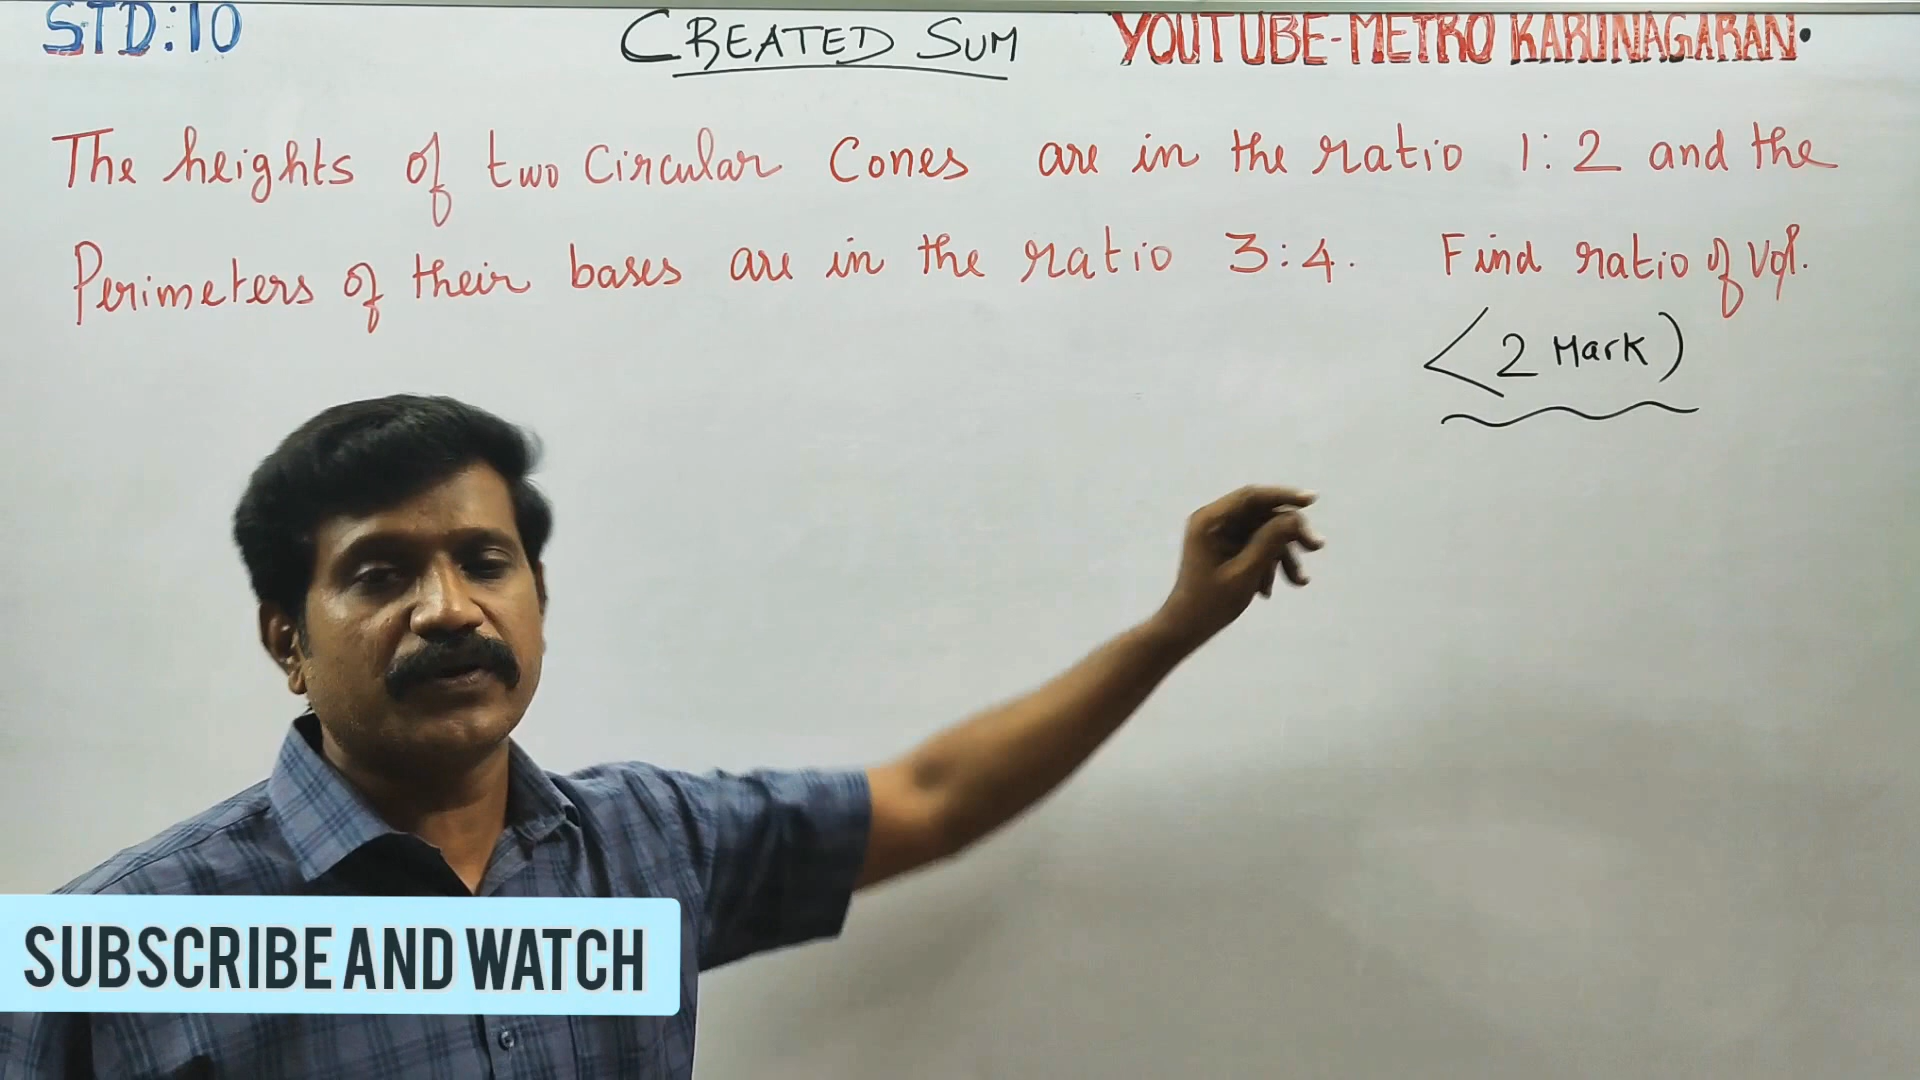 STD:10 CREATED SUM YOUTUBE-METRO KARUNAGARAN.
The heights of two Circular Cones are in the ratio 1:2 and the
Perimeters of their bases are in the ratio 3:4. Find ratio of Vol.
(2 Mark)
SUBSCRIBE AND WATCH